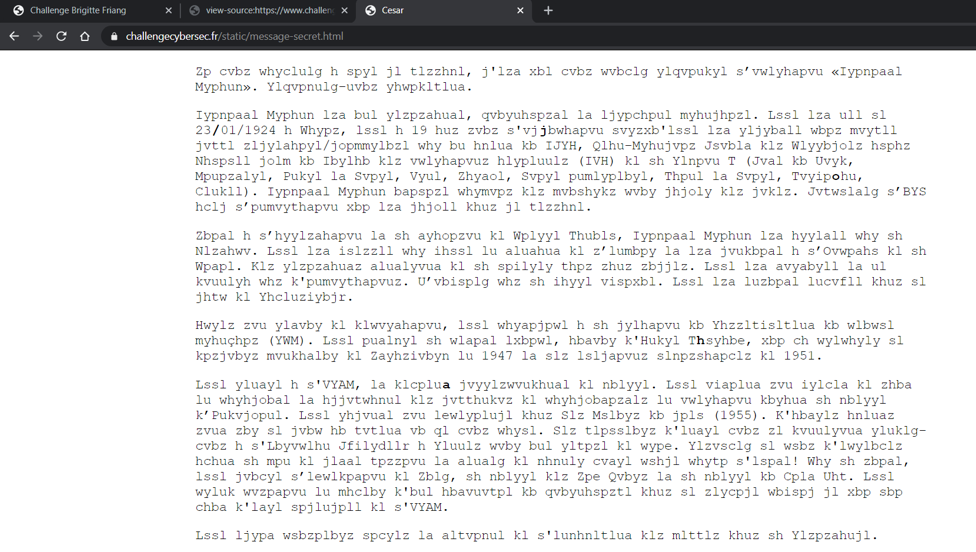 Challenge Brigitte Friang
view-source:https://www.challeng
Cesar
challengecybersec.fr/static/message-secret.html
Zp cvbz whyclulg h spyl jl tlzzhnl, j'lza xbl cvbz wvbclg ylqvpukyl s’vwlyhapvu «Iypnpaal
Myphun». Ylqvpnulg-uvbz yhwpkltlua.
Iypnpaal Myphun lza bul ylzpzahual, qvbyuhspzal la ljypchpul myhujhpzl. Lssl lza ull sl
23/01/1924 h Whypz, lssl h 19 huz zvbz s'vjjbwhapvu svyzxb'lssl lza yljyball wbpz mvytll
jvttl zljylahpyl/jopmmylbzl why bu hnlua kb IJYH, Qlhu-Myhujvpz Jsvbla klz Wlyybjolz hsphz
Nhspsll jolm kb Ibylhb klz vwlyhapvuz hlypluulz (IVH) kl sh Ylnpvu T (Jval kb Uvyk,
Mpupzalyl, Pukyl la Svpyl, Vyul, Zhyaol, Svpyl pumlyplbyl, Thpul la Svpyl, Tvyipohu,
Clukll). Iypnpaal Myphun bapspzl whymvpz klz mvbshykz wvby jhjoly klz jvklz. Jvtwslalg s’BYS
hclj s’pumvythapvu xbp lza jhjoll khuz jl tlzzhnl.
Zbpal h s’hyylzahapvu la sh ayhopzvu kl Wplyyl Thubls, Iypnpaal Myphun lza hyylall why sh
Nlzahwv. Lssl lza islzzll why ihssl lu aluahua kl z’lumbpy la lza jvukbpal h s’Ovwpahs kl sh
Wpapl. Klz ylzpzahuaz alualyvua kl sh spilyly thpz zhuz zbjjlz. Lssl lza avyabyll la ul
kvuulyh whz k'pumvythapvuz. U’vbisplg whz sh ihyyl vispxbl. Lssl lza luzbpal lucvfll khuz sl
jhtw kl Yhcluziybjr.
Hwylz zvu ylavby kl klwvyahapvu, lssl whyapjpwl h sh jylhapvu kb Yhzzltisltlua kb wlbwsl
myhuçhpz (YWM). Lssl pualnyl sh wlapal lxbpwl, hbavby k'Hukyl Thsyhbe, xbp ch wylwhyly sl
kpzjvbyz mvukhalby kl Zayhzivbyn lu 1947 la slz lsljapvuz slnpzshapclz kl 1951.
Lssl yluayl h s'VYAM, la klcplua jvyylzwvukhual kl nblyyl. Lssl viaplua zvu iylcla kl zhba
lu whyhjobal la hjjvtwhnul klz jvtthukvz kl whyhjobapzalz lu vwlyhapvu kbyhua sh nblyyl
k’Pukvjopul. Lssl yhjvual zvu lewlyplujl khuz Slz Mslbyz kb jpls (1955). K'hbaylz hnluaz
zvua zby sl jvbw hb tvtlua vb ql cvbz whysl. Slz tlpsslbyz k'luayl cvbz zl kvuulyvua yluklg-
cvbz h s'Lbyvwlhu Jfilydllr h Yluulz wvby bul yltpzl kl wype. Ylzvsclg sl wsbz k'lwylbclz
hchua sh mpu kl jlaal tpzzpvu la alualg kl nhnuly cvayl wshjl whytp s'lspal! Why sh zbpal,
lssl jvbcyl s’lewlkpapvu kl Zblg, sh nblyyl klz Zpe Qvbyz la sh nblyyl kb Cpla Uht. Lssl
wyluk wvzpapvu lu mhclby k'bul hbavuvtpl kb qvbyuhspztl khuz sl zlycpjl wbispj jl xbp sbp
chba k'layl spjlujpll kl s'VYAM.
Lssl ljypa wsbzplbyz spcylz la altvpnul kl s'lunhnltlua klz mlttlz khuz sh Ylzpzahujl.